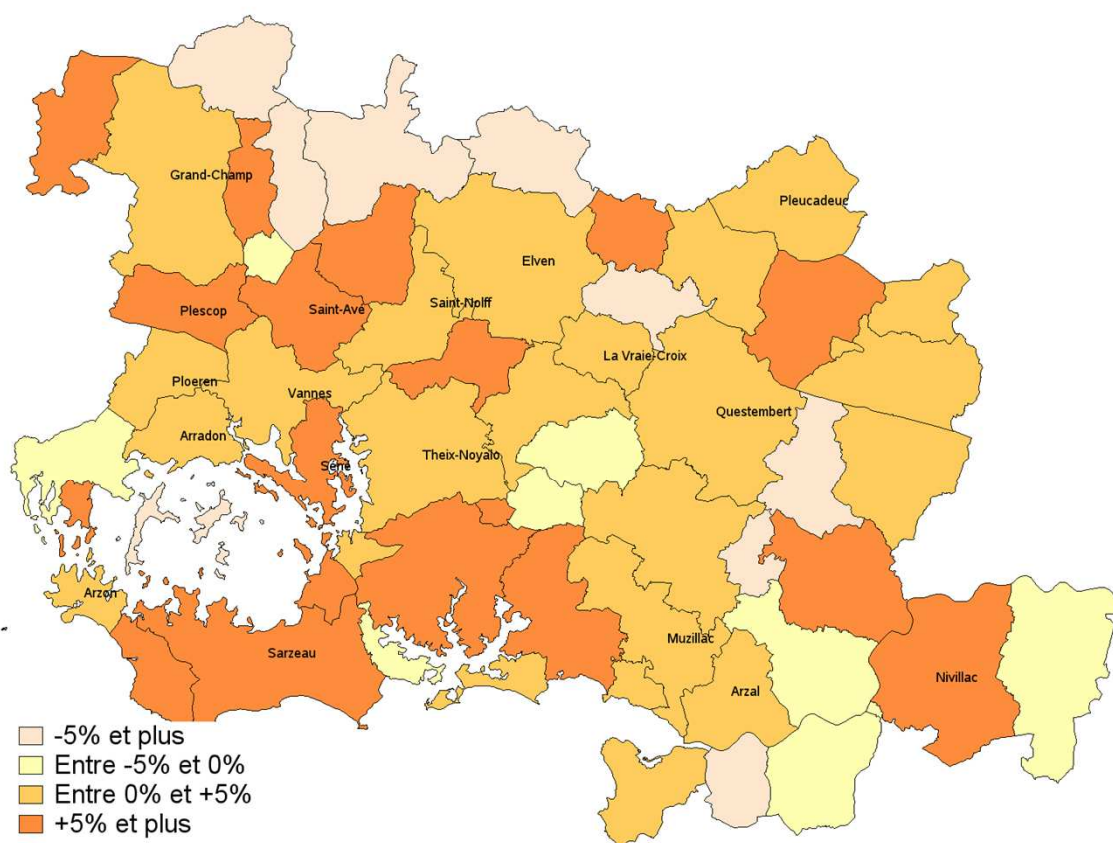 Grand-Champ
Pleucadeuc
Elven
Saint-Nolff
Plescop
Saint-Avé
La Vraie-Croix
Ploeren
Vannes
Questembert
Arradon
Theix-Noyalo
Séné
Arzon
Muzillac
Sarzeau
Nivillac
Arzal
-5% et plus
Entre -5% et 0%
Entre 0% et +5%
+5% et plus